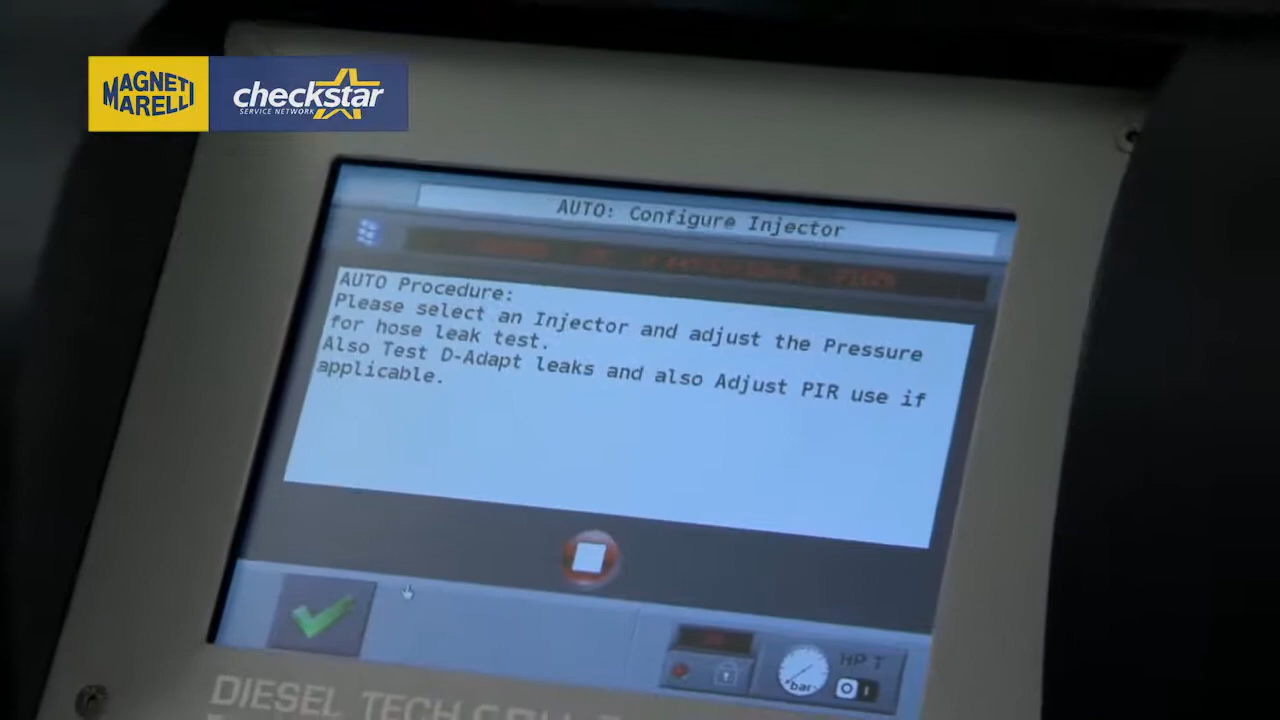 MAGNETI
MARELLI
checkstar
SERVICE NETWORK
AUTO: Configure Injector
AUTO Procedure:
Please select an Injector and adjust the Pressure
for hose leak test.
Also Test D-Adapt leaks and also Adjust PIR use if
applicable.
HP T
bar
O I
DIESEL TECH